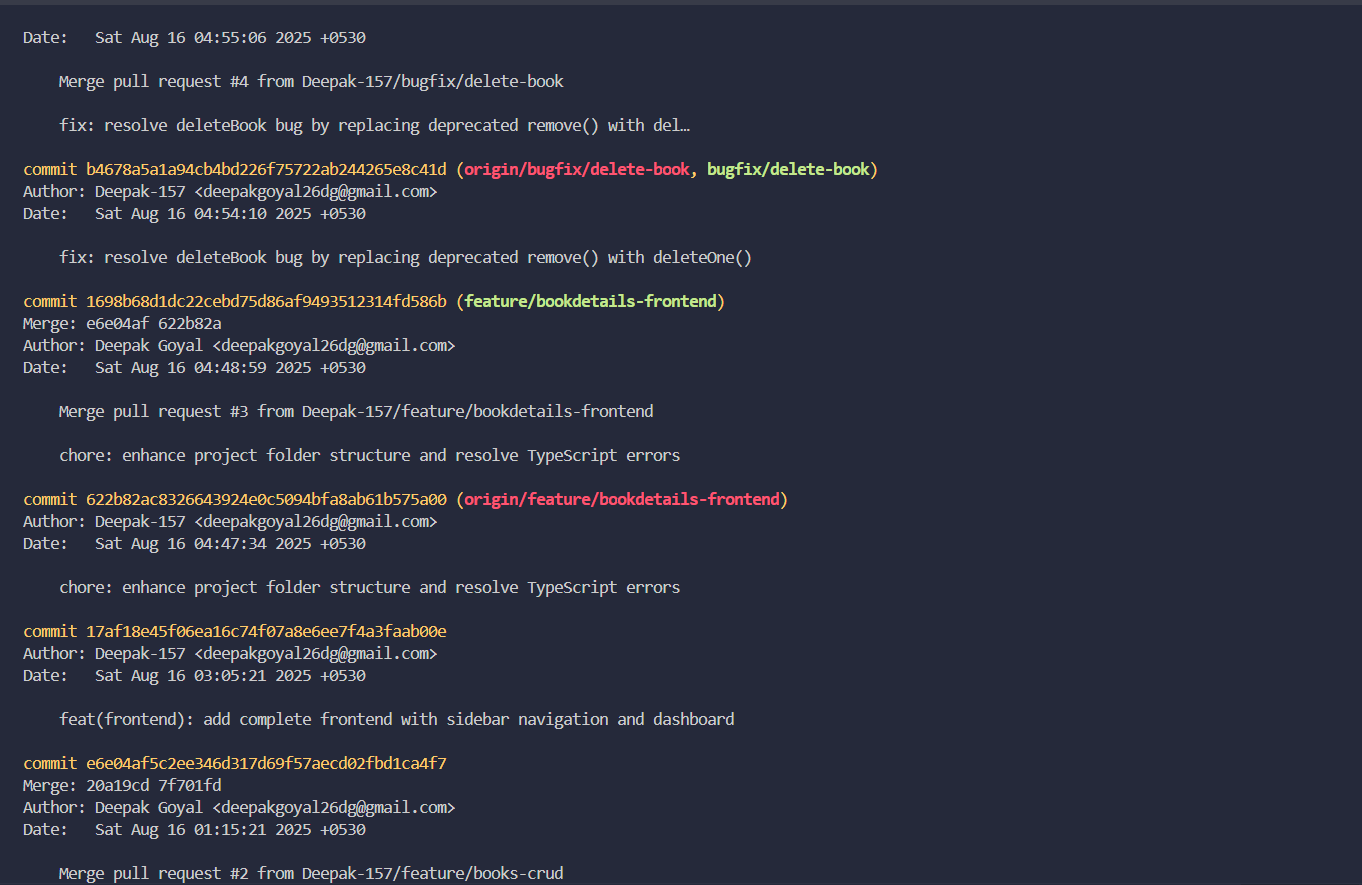 Date:   Sat Aug 16 04:55:06 2025 +0530
Merge pull request #4 from Deepak-157/bugfix/delete-book
fix: resolve deleteBook bug by replacing deprecated remove() with del…
commit b4678a5a1a94cb4bd226f75722ab244265e8c41d (origin/bugfix/delete-book, bugfix/delete-book)
Author: Deepak-157 <deepakgoyal26dg@gmail.com>
Date:   Sat Aug 16 04:54:10 2025 +0530
fix: resolve deleteBook bug by replacing deprecated remove() with deleteOne()
commit 1698b68d1dc22cebd75d86af9493512314fd586b (feature/bookdetails-frontend)
Merge: e6e04af 622b82a
Author: Deepak Goyal <deepakgoyal26dg@gmail.com>
Date:   Sat Aug 16 04:48:59 2025 +0530
Merge pull request #3 from Deepak-157/feature/bookdetails-frontend
chore: enhance project folder structure and resolve TypeScript errors
commit 622b82ac8326643924e0c5094bfa8ab61b575a00 (origin/feature/bookdetails-frontend)
Author: Deepak-157 <deepakgoyal26dg@gmail.com>
Date:   Sat Aug 16 04:47:34 2025 +0530
chore: enhance project folder structure and resolve TypeScript errors
commit 17af18e45f06ea16c74f07a8e6ee7f4a3faab00e
Author: Deepak-157 <deepakgoyal26dg@gmail.com>
Date:   Sat Aug 16 03:05:21 2025 +0530
feat(frontend): add complete frontend with sidebar navigation and dashboard
commit e6e04af5c2ee346d317d69f57aecd02fbd1ca4f7
Merge: 20a19cd 7f701fd
Author: Deepak Goyal <deepakgoyal26dg@gmail.com>
Date:   Sat Aug 16 01:15:21 2025 +0530
Merge pull request #2 from Deepak-157/feature/books-crud